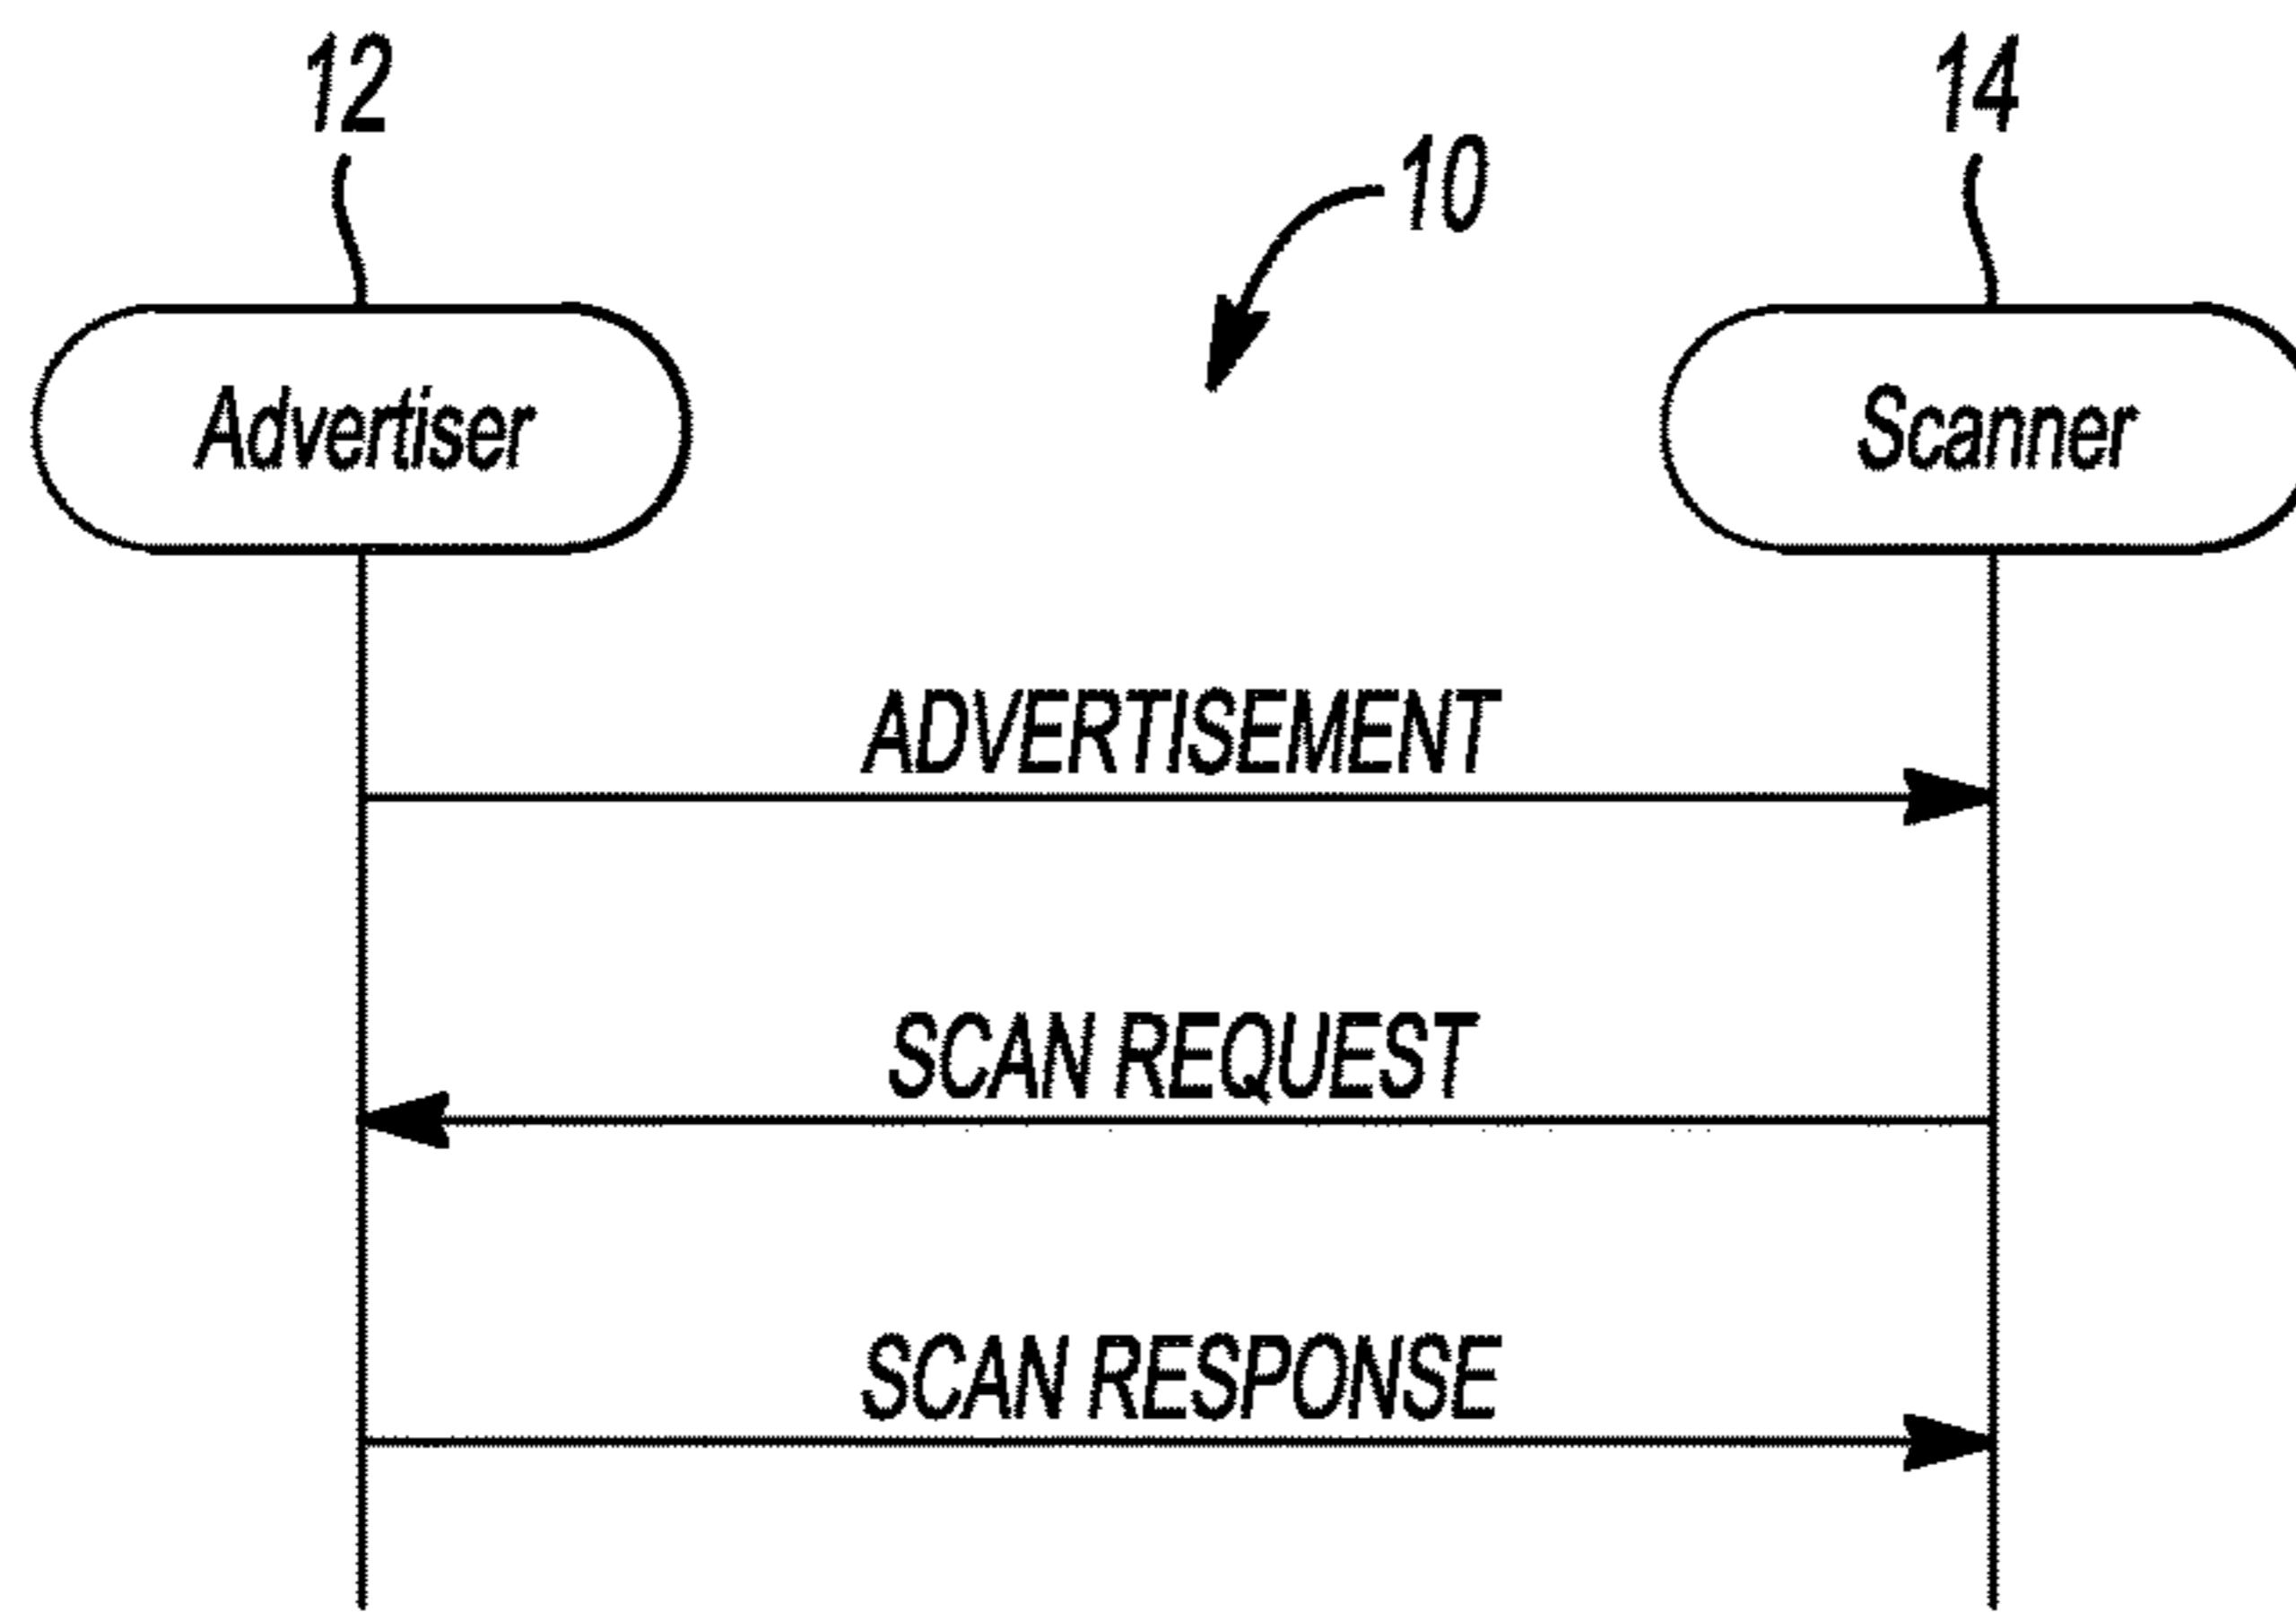 12
14
10
Advertiser
Scanner
ADVERTISEMENT
SCAN REQUEST
SCAN RESPONSE